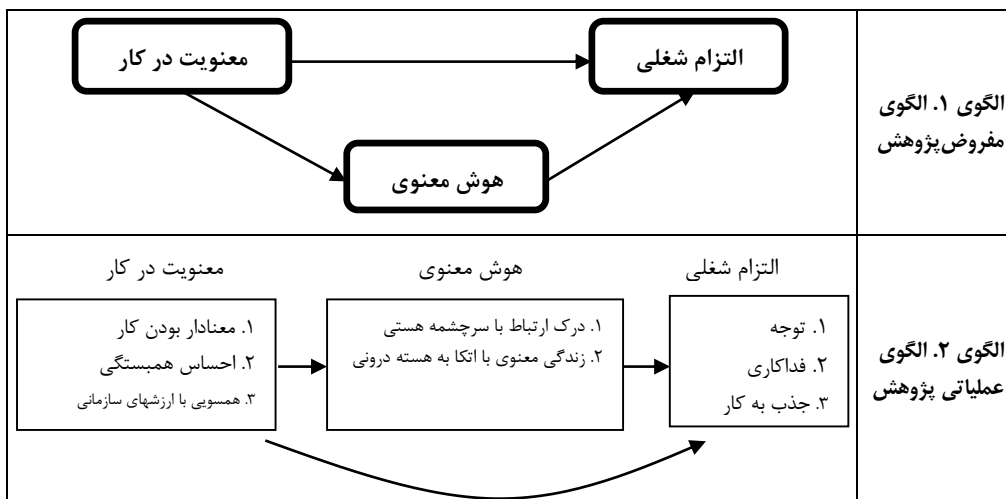 الگوی ۱. الگوی
مفروض‌پژوهش
معنویت در کار
التزام شغلی
هوش معنوی
الگوی ۲. الگوی
عملیاتی پژوهش
معنویت در کار
۱. معنادار بودن کار
۲. احساس همبستگی
۳. همسویی با ارزشهای سازمانی
هوش معنوی
۱. درک ارتباط با سرچشمه هستی
۲. زندگی معنوی با اتکا به هسته درونی
التزام شغلی
۱. توجه
۲. فداکاری
۳. جذب به کار